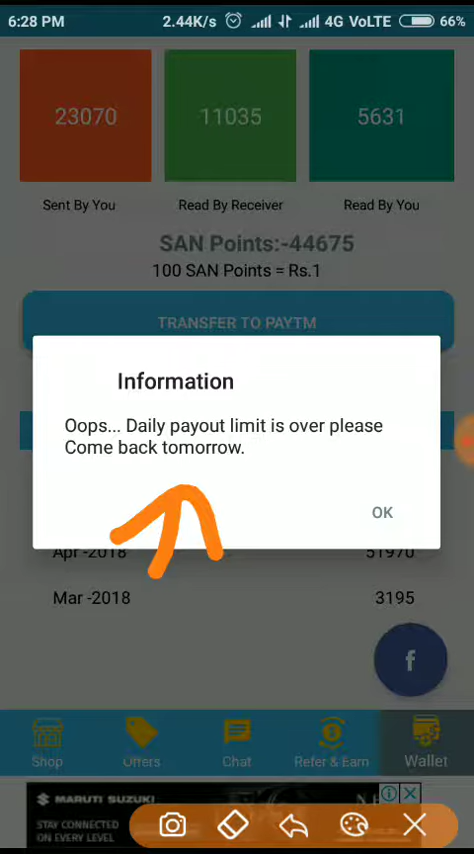 6:28 PM 2.44K/s 4G VoLTE 66%
23070 11035 5631
Sent By You Read By Receiver Read By You
SAN Points:-44675
100 SAN Points = Rs.1
TRANSFER TO PAYTM
Information
Oops... Daily payout limit is over please
Come back tomorrow.
OK
Apr -2018 51970
Mar -2018 3195
f
Shop Offers Chat Refer & Earn Wallet
MARUTI SUZUKI
STAY CONNECTED
ON EVERY LEVEL